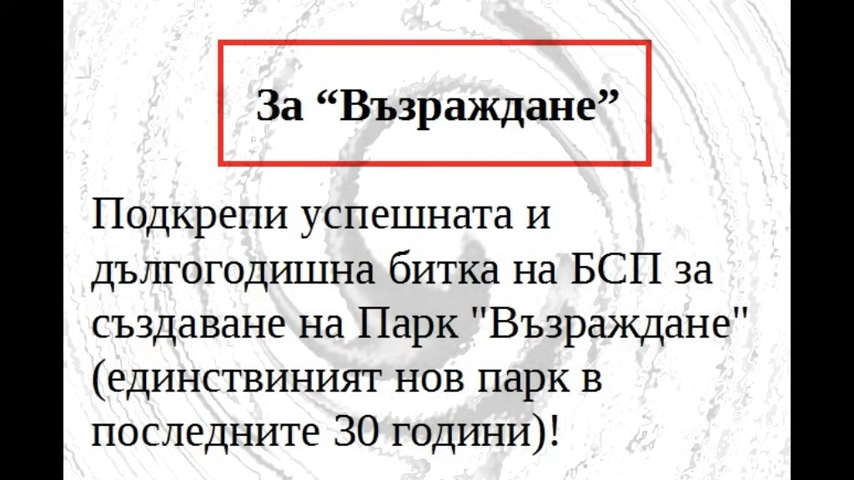 За “Възраждане”
Подкрепи успешната и
дългогодишна битка на БСП за
създаване на Парк "Възраждане"
(единствиният нов парк в
последните 30 години)!